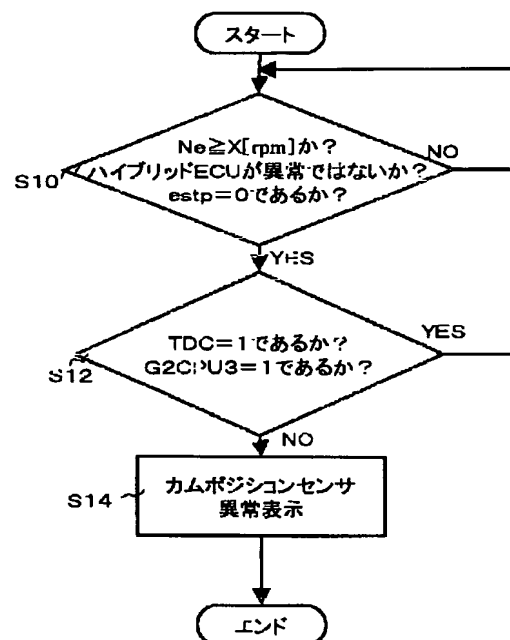 スタート
Ne≧X[rpm]か?
ハイブリッドECUが異常ではないか?
estp=0であるか?
NO
S10
YES
TDC=1であるか?
G2CPU3=1であるか?
YES
S12
NO
カムポジションセンサ
異常表示
S14
エンド